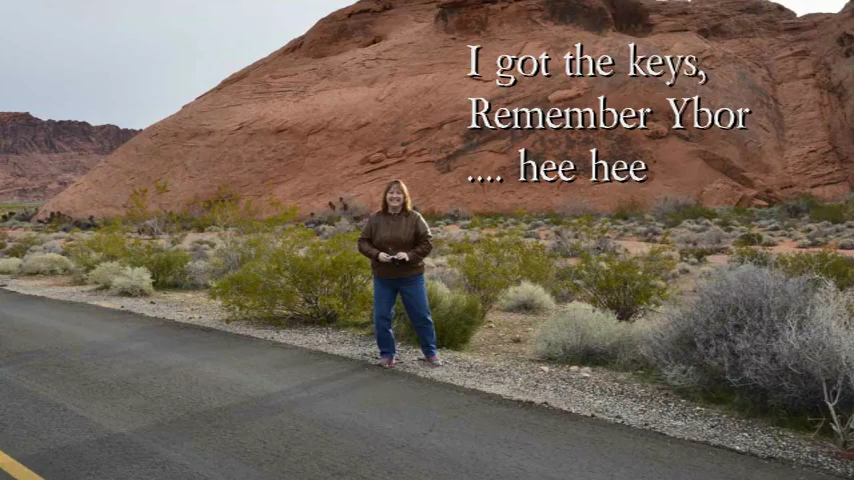 I got the keys,
Remember Ybor
.... hee hee